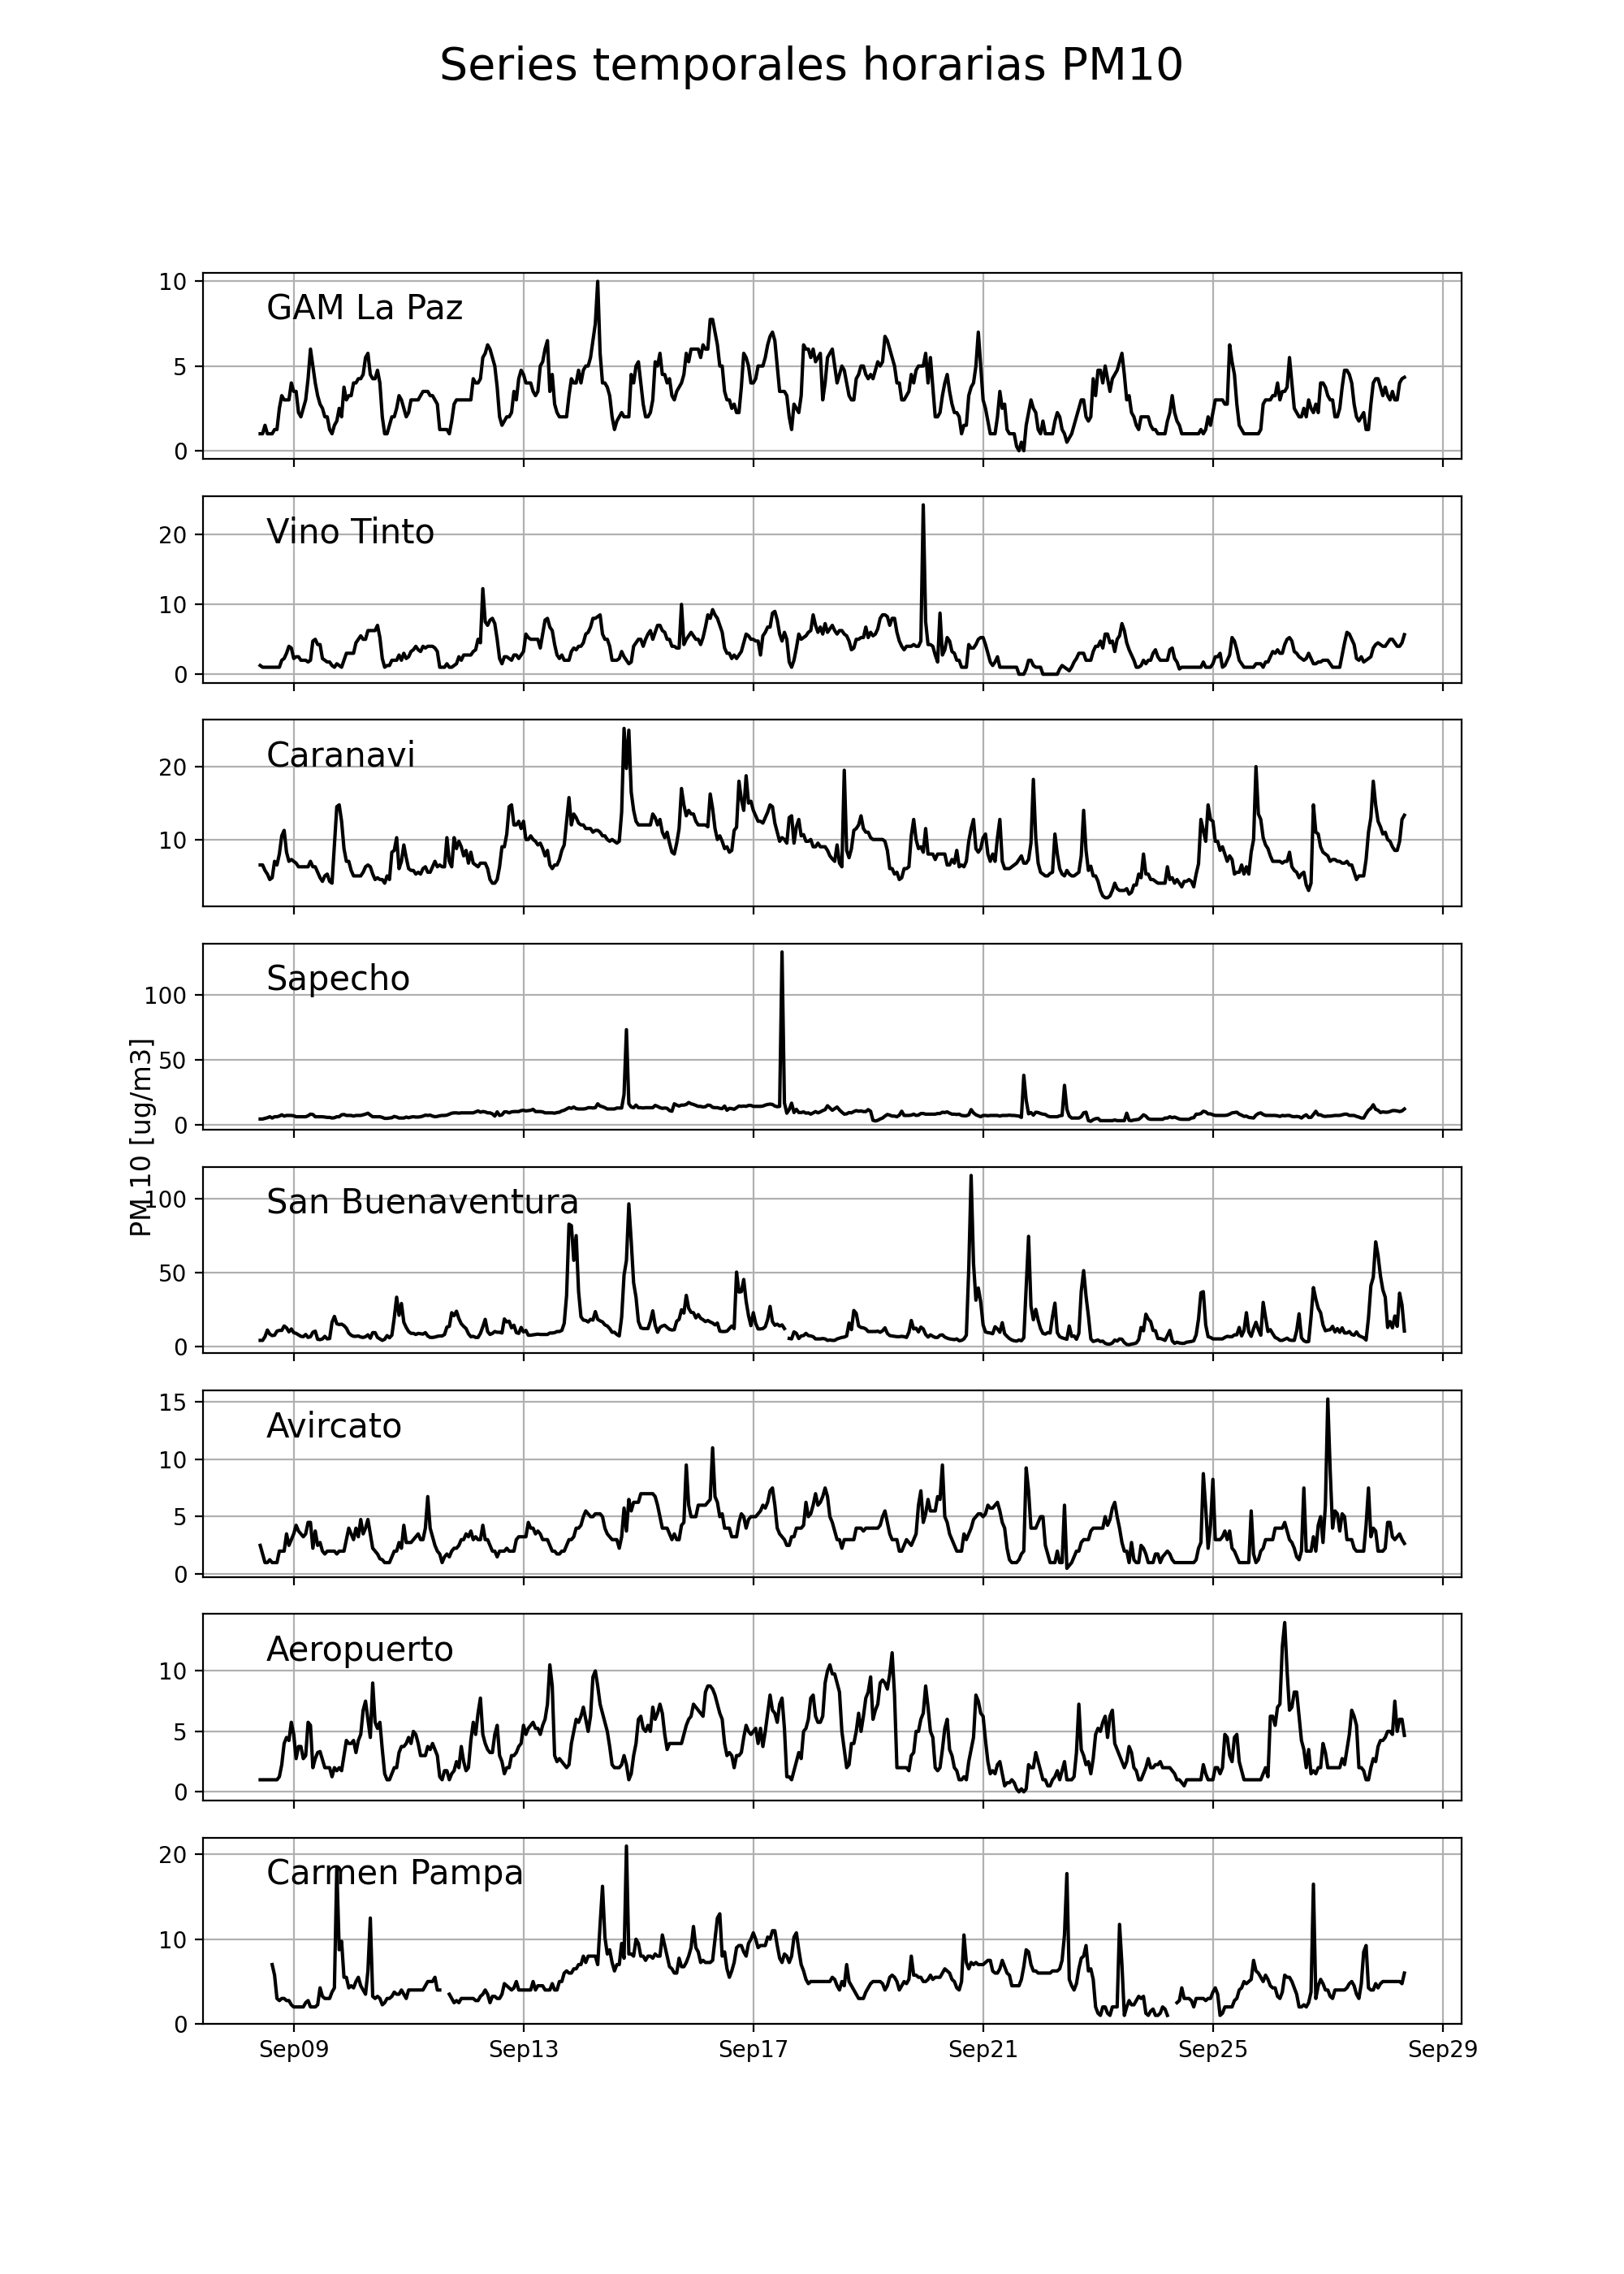 Series temporales horarias PM10
GAM La Paz
10
5
0
Vino Tinto
20
10
0
Caranavi
20
10
Sapecho
100
50
0
PM 10 [ug/m3]
San Buenaventura
100
50
0
Avircato
15
10
5
0
Aeropuerto
10
5
0
Carmen Pampa
20
10
0
Sep09 Sep13 Sep17 Sep21 Sep25 Sep29